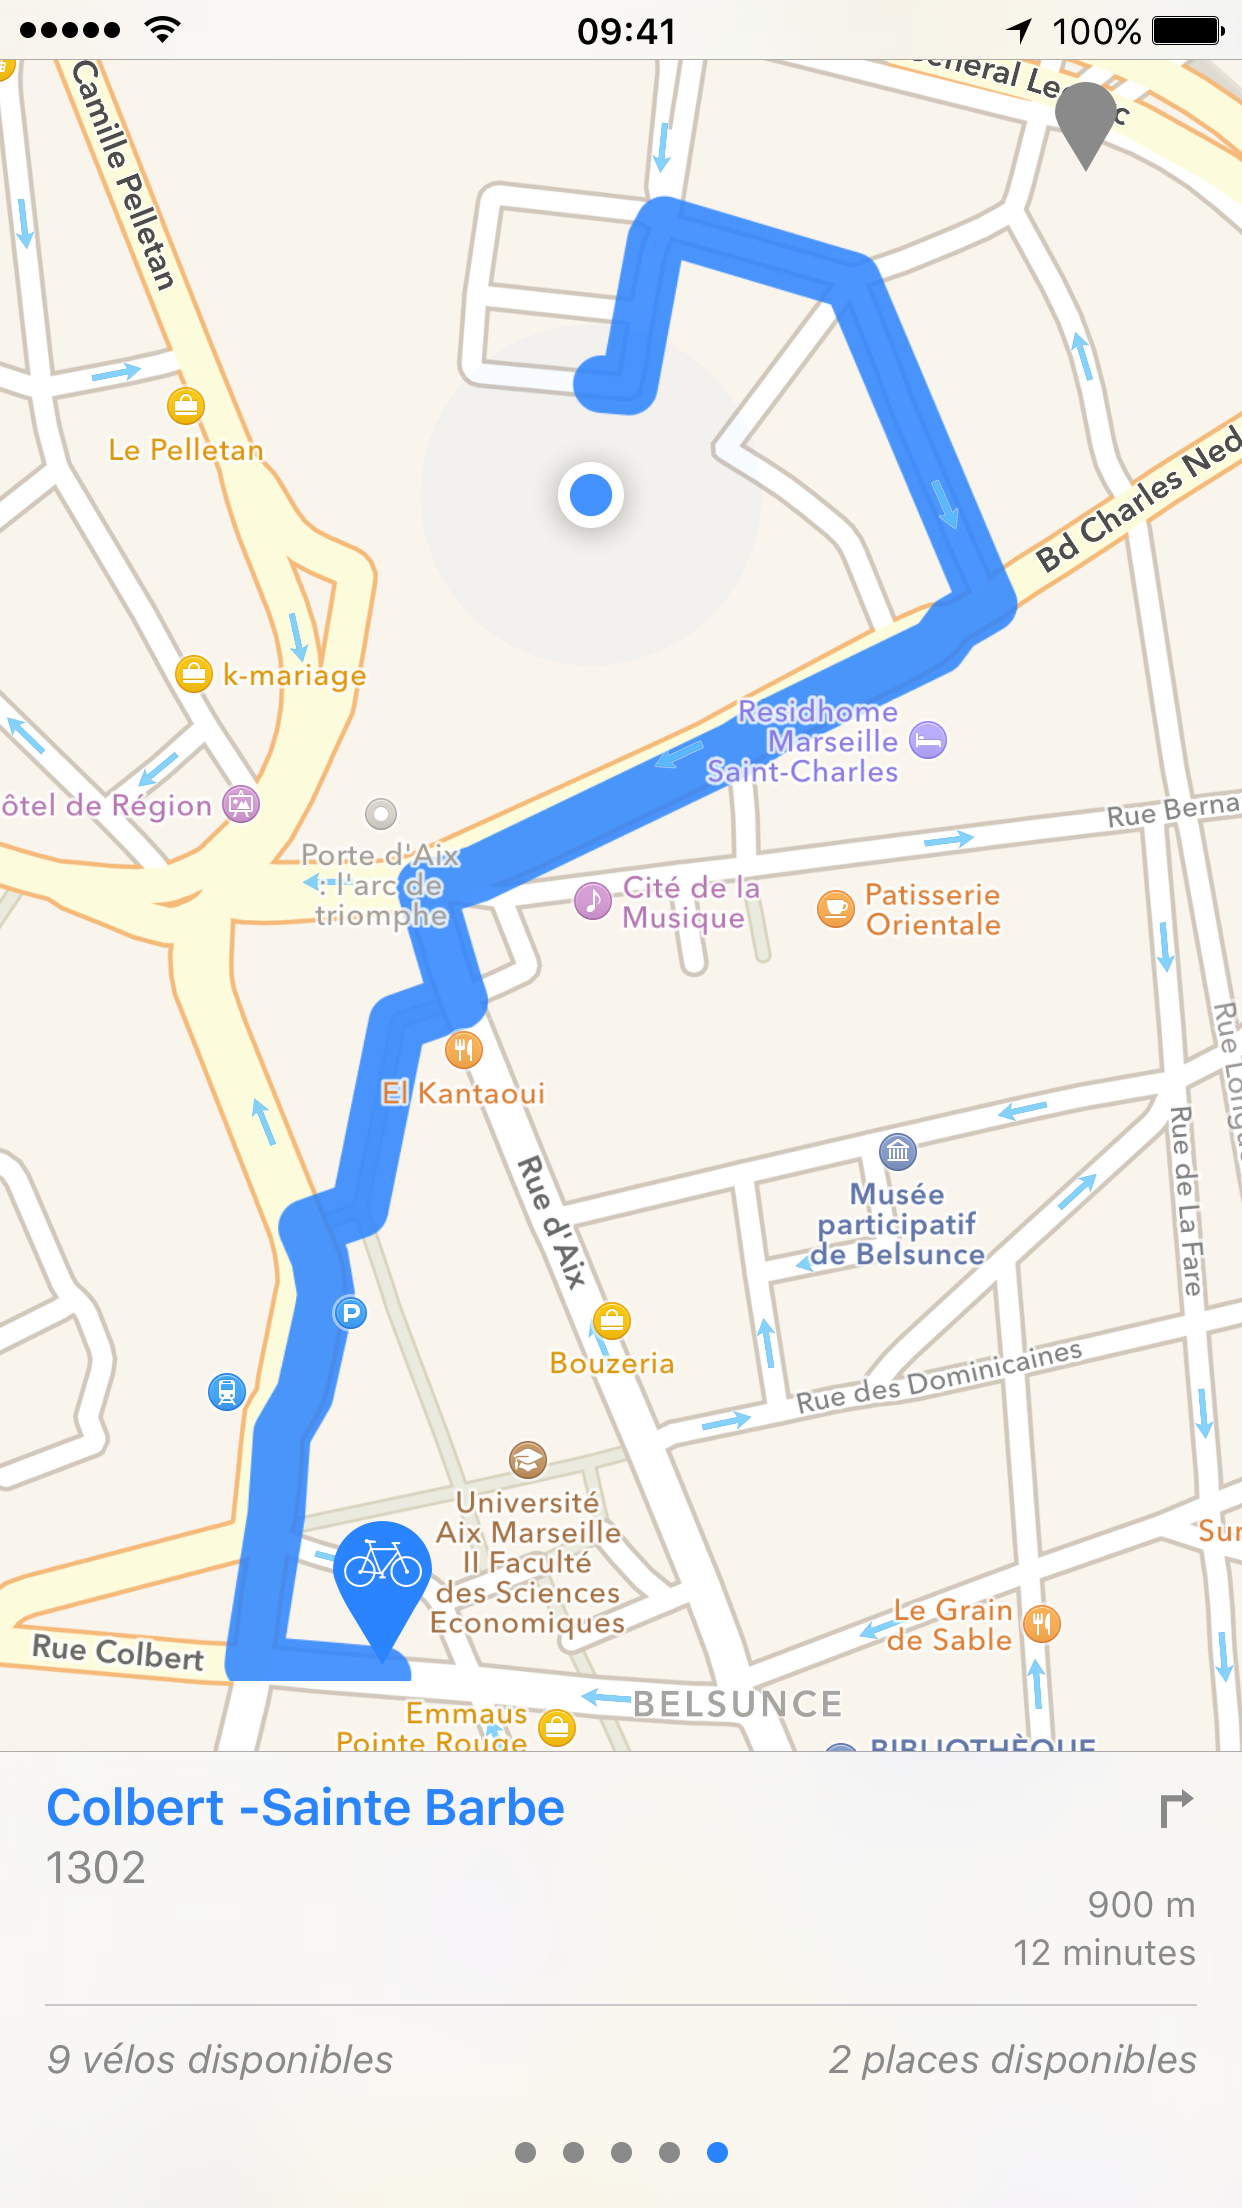 09:41
100%
Camille Pelletan
Le Pelletan
Bd Charles Ned
k-mariage
Residhome
Marseille
Saint-Charles
ôtel de Région
Porte d'Aix
: l'arc de
triomphe
Rue Berna
Cité de la
Musique
Patisserie
Orientale
El Kantaoui
Rue d'Aix
Musée
participatif
de Belsunce
Rue de La Fare
P
Bouzeria
Rue des Dominicaines
Université
Aix Marseille
II Faculté
des Sciences
Economiques
Sur
Le Grain
de Sable
Rue Colbert
BELSUNCE
Emmaus
Pointe Rouge
BIBLIOTHÈQUE
Colbert -Sainte Barbe
1302
900 m
12 minutes
9 vélos disponibles
2 places disponibles